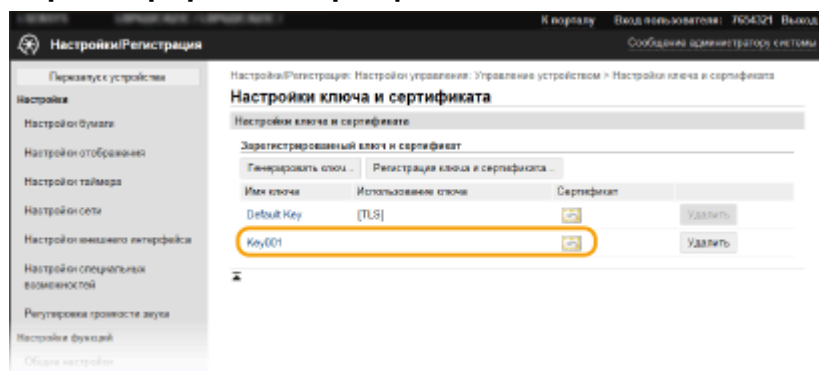 К порталу Вход пользователя: 7654321 Выход
Настройки/Регистрация
Сообщение администратору системы
Перезапуск устройства
Настройки/Регистрация: Настройки управления: Управление устройством > Настройки ключа и сертификата
Настройки
Настройки ключа и сертификата
Настройки бумаги
Настройки ключа и сертификата
Настройки отображения
Зарегистрированный ключ и сертификат
Генерировать ключ... Регистрация ключа и сертификата...
Настройки таймера
Имя ключа Использование ключа Сертификат
Настройки сети
Default Key [TLS] Удалить
Настройки внешнего интерфейса
Key001 Удалить
Настройки специальных
возможностей
Регулировка громкости звука
Настройки функций
Общие настройки